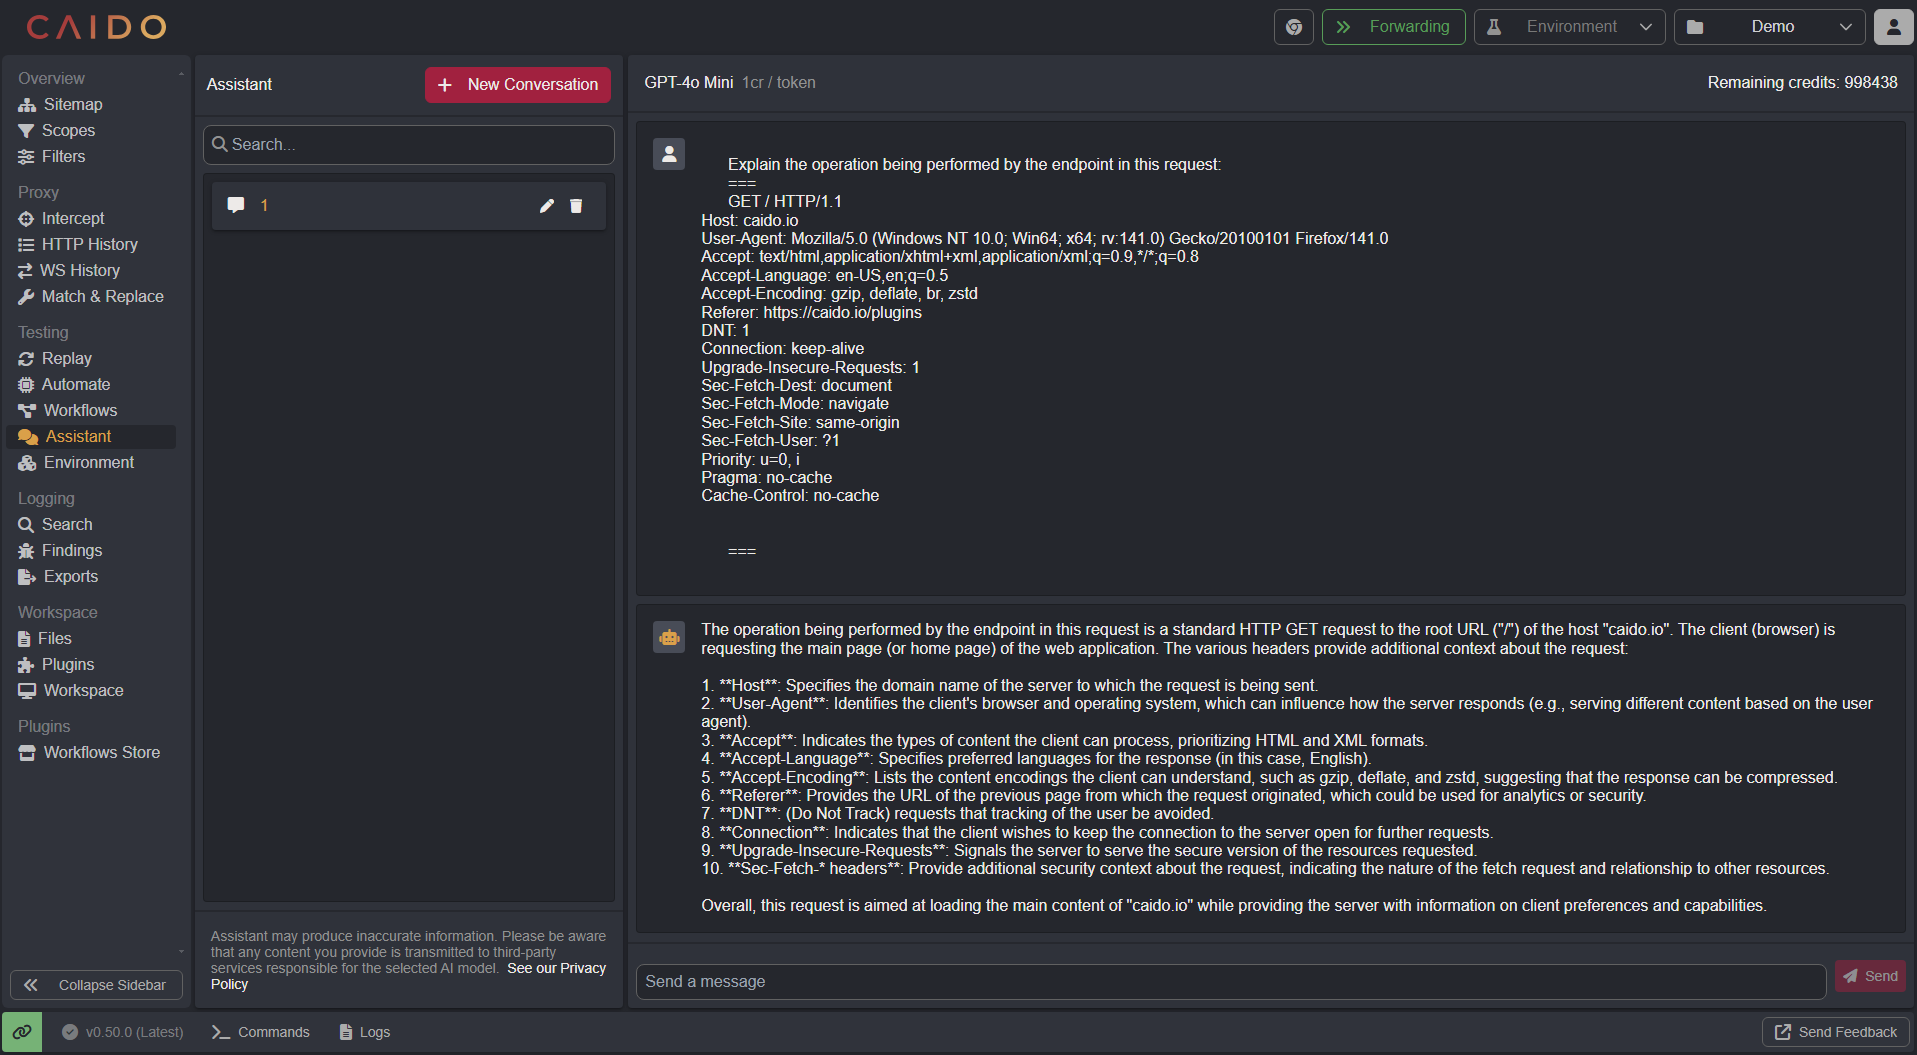 CAIDO
Forwarding
Environment
Demo
Overview
Sitemap
Scopes
Filters
Proxy
Intercept
HTTP History
WS History
Match & Replace
Testing
Replay
Automate
Workflows
Assistant
Environment
Logging
Search
Findings
Exports
Workspace
Files
Plugins
Workspace
Plugins
Workflows Store
Collapse Sidebar
Assistant
New Conversation
Search...
1
Assistant may produce inaccurate information. Please be aware
that any content you provide is transmitted to third-party
services responsible for the selected AI model. See our Privacy
Policy
GPT-4o Mini 1cr / token
Remaining credits: 998438
Explain the operation being performed by the endpoint in this request:
===
GET / HTTP/1.1
Host: caido.io
User-Agent: Mozilla/5.0 (Windows NT 10.0; Win64; x64; rv:141.0) Gecko/20100101 Firefox/141.0
Accept: text/html,application/xhtml+xml,application/xml;q=0.9,*/*;q=0.8
Accept-Language: en-US,en;q=0.5
Accept-Encoding: gzip, deflate, br, zstd
Referer: https://caido.io/plugins
DNT: 1
Connection: keep-alive
Upgrade-Insecure-Requests: 1
Sec-Fetch-Dest: document
Sec-Fetch-Mode: navigate
Sec-Fetch-Site: same-origin
Sec-Fetch-User: ?1
Priority: u=0, i
Pragma: no-cache
Cache-Control: no-cache
===
The operation being performed by the endpoint in this request is a standard HTTP GET request to the root URL ("/") of the host "caido.io". The client (browser) is
requesting the main page (or home page) of the web application. The various headers provide additional context about the request:
1. **Host**: Specifies the domain name of the server to which the request is being sent.
2. **User-Agent**: Identifies the client's browser and operating system, which can influence how the server responds (e.g., serving different content based on the user
agent).
3. **Accept**: Indicates the types of content the client can process, prioritizing HTML and XML formats.
4. **Accept-Language**: Specifies preferred languages for the response (in this case, English).
5. **Accept-Encoding**: Lists the content encodings the client can understand, such as gzip, deflate, and zstd, suggesting that the response can be compressed.
6. **Referer**: Provides the URL of the previous page from which the request originated, which could be used for analytics or security.
7. **DNT**: (Do Not Track) requests that tracking of the user be avoided.
8. **Connection**: Indicates that the client wishes to keep the connection to the server open for further requests.
9. **Upgrade-Insecure-Requests**: Signals the server to serve the secure version of the resources requested.
10. **Sec-Fetch-* headers**: Provide additional security context about the request, indicating the nature of the fetch request and relationship to other resources.
Overall, this request is aimed at loading the main content of "caido.io" while providing the server with information on client preferences and capabilities.
Send a message
Send
v0.50.0 (Latest)
Commands
Logs
Send Feedback